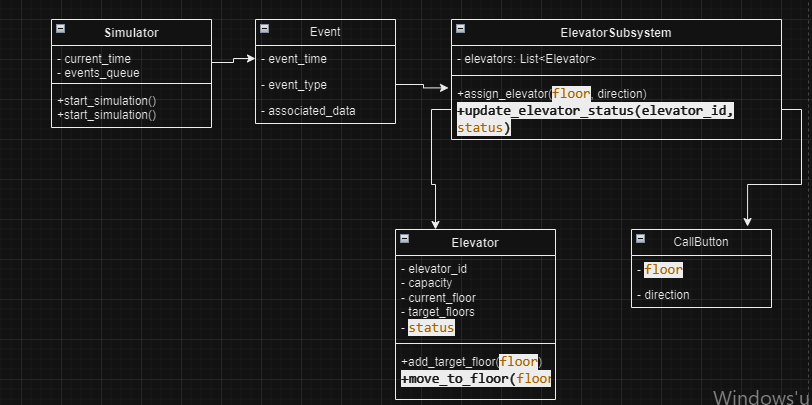 Simulator
- current_time
- events_queue
+start_simulation()
+start_simulation()
Event
- event_time
- event_type
- associated_data
ElevatorSubsystem
- elevators: List<Elevator>
+assign_elevator(floor, direction)
+update_elevator_status(elevator_id,
status)
Elevator
- elevator_id
- capacity
- current_floor
- target_floors
- status
+add_target_floor(floor)
+move_to_floor(floor
CallButton
- floor
- direction
Windows'u